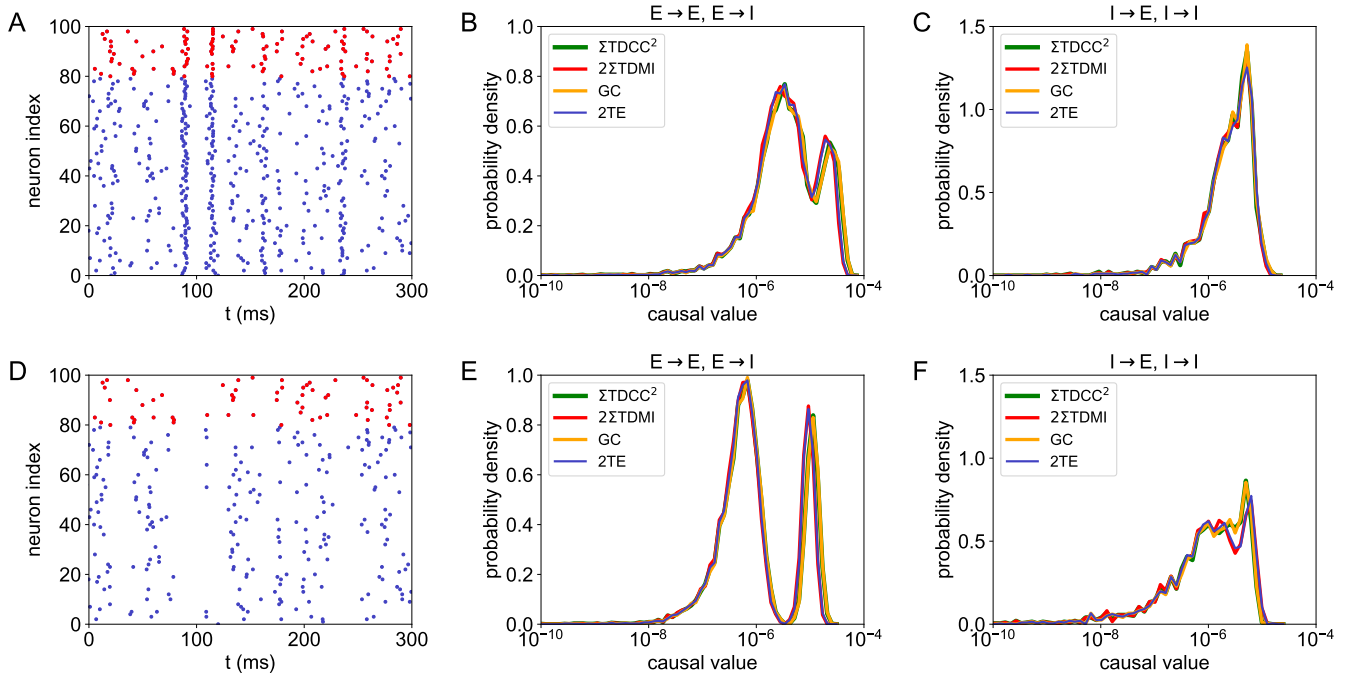 A
100
80
60
40
20
0
neuron index
0 100 200 300
t (ms)
B
E → E, E → I
1.0
0.8
0.6
0.4
0.2
0.0
probability density
ΣTDCC²
2ΣTDMI
GC
2TE
10⁻¹⁰ 10⁻⁸ 10⁻⁶ 10⁻⁴
causal value
C
I → E, I → I
1.5
1.0
0.5
0.0
probability density
ΣTDCC²
2ΣTDMI
GC
2TE
10⁻¹⁰ 10⁻⁸ 10⁻⁶ 10⁻⁴
causal value
D
100
80
60
40
20
0
neuron index
0 100 200 300
t (ms)
E
E → E, E → I
1.0
0.8
0.6
0.4
0.2
0.0
probability density
ΣTDCC²
2ΣTDMI
GC
2TE
10⁻¹⁰ 10⁻⁸ 10⁻⁶ 10⁻⁴
causal value
F
I → E, I → I
1.5
1.0
0.5
0.0
probability density
ΣTDCC²
2ΣTDMI
GC
2TE
10⁻¹⁰ 10⁻⁸ 10⁻⁶ 10⁻⁴
causal value